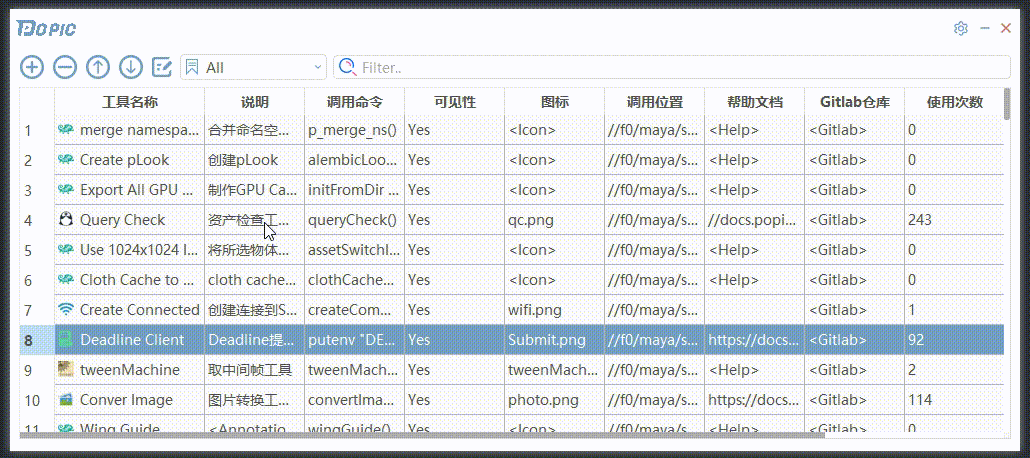 POPIC
All Filter..
工具名称 说明 调用命令 可见性 图标 调用位置 帮助文档 Gitlab仓库 使用次数
1 merge namespa... 合并命名空... p_merge_ns() Yes <Icon> //f0/maya/s... <Help> <Gitlab> 0
2 Create pLook 创建pLook alembicLoo... Yes <Icon> //f0/maya/s... <Help> <Gitlab> 0
3 Export All GPU ... 制作GPU Ca... initFromDir ... Yes <Icon> //f0/maya/s... <Help> <Gitlab> 0
4 Query Check 资产检查工... queryCheck() Yes qc.png //f0/maya/s... //docs.popi... <Gitlab> 243
5 Use 1024x1024 I... 将所选物体... assetSwitchI... Yes <Icon> //f0/maya/s... <Help> <Gitlab> 0
6 Cloth Cache to ... cloth cache... clothCache... Yes <Icon> //f0/maya/s... <Help> <Gitlab> 0
7 Create Connected 创建连接到S... createCom... Yes wifi.png //f0/maya/s... <Gitlab> 1
8 Deadline Client Deadline提... putenv "DE... Yes Submit.png //f0/maya/s... https://docs... <Gitlab> 92
9 tweenMachine 取中间帧工具 tweenMach... Yes tweenMach... //f0/maya/s... <Help> <Gitlab> 2
10 Conver Image 图片转换工... convertIma... Yes photo.png //f0/maya/s... https://docs... <Gitlab> 114
11 Wing Guide <Annotatio... wingGuide() Yes <Icon> //f0/maya/s... <Help> <Gitlab> 0